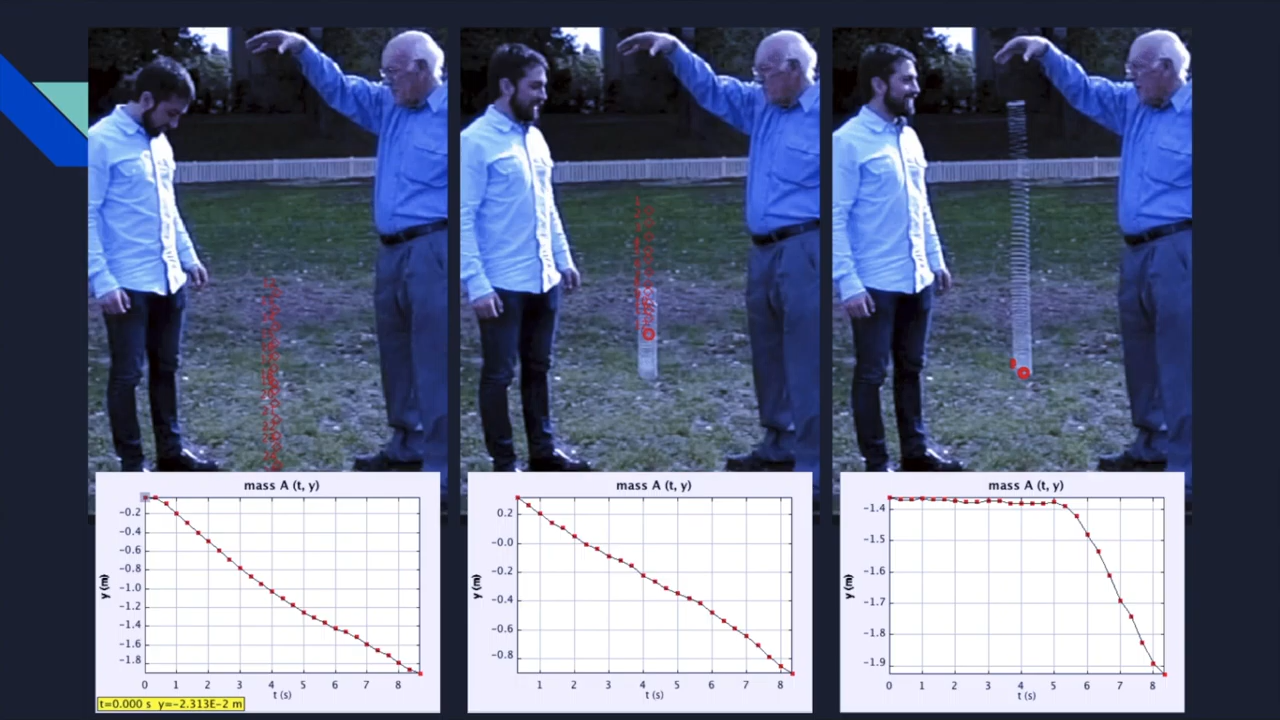 mass A (t, y)
y (m)
−0.2
−0.4
−0.6
−0.8
−1.0
−1.2
−1.4
−1.6
−1.8
0 1 2 3 4 5 6 7 8
t (s)
t=0.000 s y=−2.313E−2 m
mass A (t, y)
y (m)
0.2
−0.0
−0.2
−0.4
−0.6
−0.8
1 2 3 4 5 6 7 8
t (s)
mass A (t, y)
y (m)
−1.4
−1.5
−1.6
−1.7
−1.8
−1.9
0 1 2 3 4 5 6 7 8
t (s)